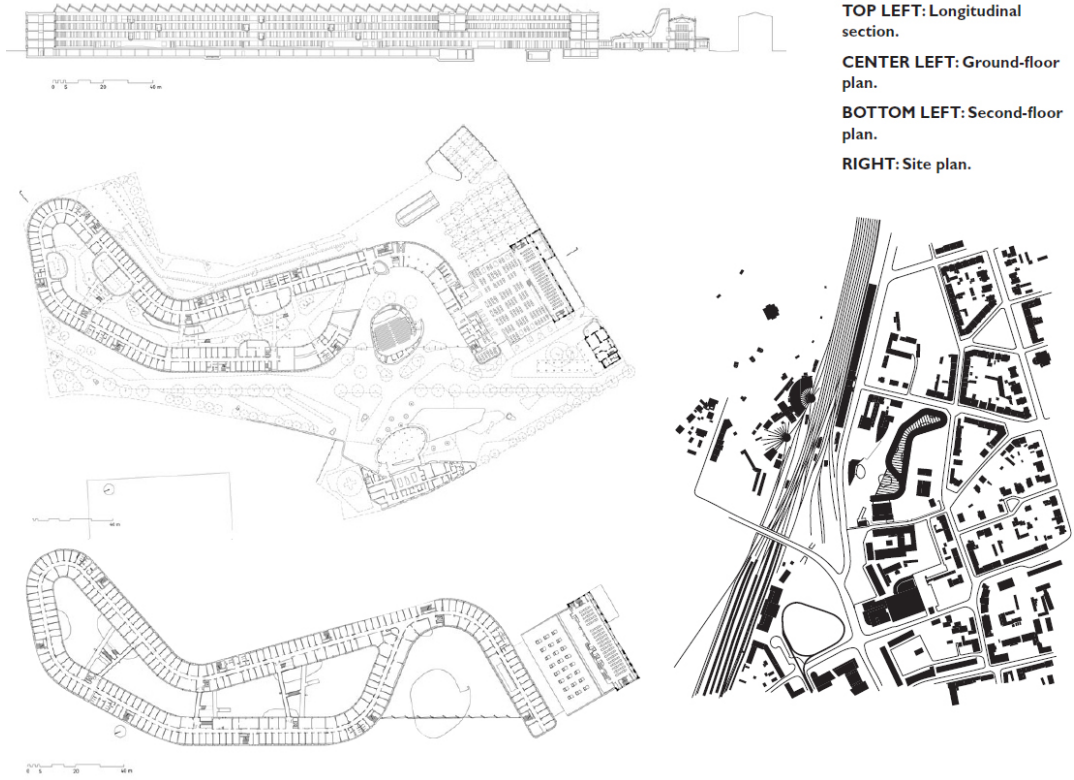 TOP LEFT: Longitudinal
section.
CENTER LEFT: Ground-floor
plan.
BOTTOM LEFT: Second-floor
plan.
RIGHT: Site plan.
0 5 20 40 m
40 m
0 5 20 40 m